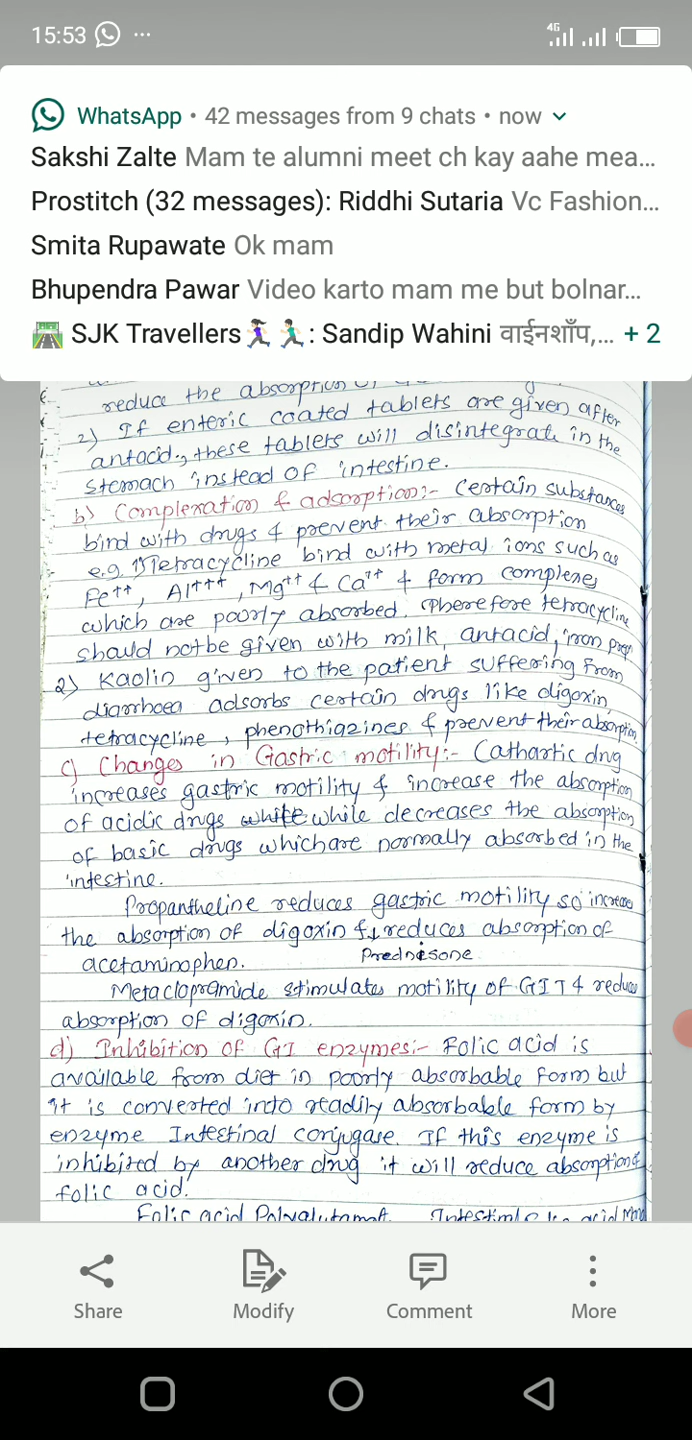 15:53 ...
4G
WhatsApp • 42 messages from 9 chats • now
Sakshi Zalte Mam te alumni meet ch kay aahe mea...
Prostitch (32 messages): Riddhi Sutaria Vc Fashion...
Smita Rupawate Ok mam
Bhupendra Pawar Video karto mam me but bolnar...
SJK Travellers : Sandip Wahini वाईनशॉप,... + 2
reduce the absorption
2) If enteric coated tablets are given after
antacid, these tablets will disintegrate in the
stomach instead of intestine.
b) Complexation & adsorption:- Certain substances
bind with drugs & prevent their absorption
e.g. 1) Tetracycline bind with metal ions such as
Fe++, Al+++, Mg++ & Ca++ & form complexes
which are poorly absorbed. Therefore tetracycline
should not be given with milk, antacid, iron prep
2) Kaolin given to the patient suffering from
diarrhoea adsorbs certain drugs like digoxin,
tetracycline, phenothiazines & prevent their absorption
c) Changes in Gastric motility:- Cathartic drug
increases gastric motility & increase the absorption
of acidic drugs while while decreases the absorption
of basic drugs which are normally absorbed in the
intestine.
Propantheline reduces gastric motility so increases
the absorption of digoxin & reduces absorption of
acetaminophen. Prednisone
Metaclopramide stimulates motility of GIT & reduces
absorption of digoxin.
d) Inhibition of GI enzymes:- Folic acid is
available from diet in poorly absorbable form but
it is converted into readily absorbable form by
enzyme Intestinal conjugase. If this enzyme is
inhibited by another drug it will reduce absorption of
folic acid.
Folic acid
Share
Modify
Comment
More